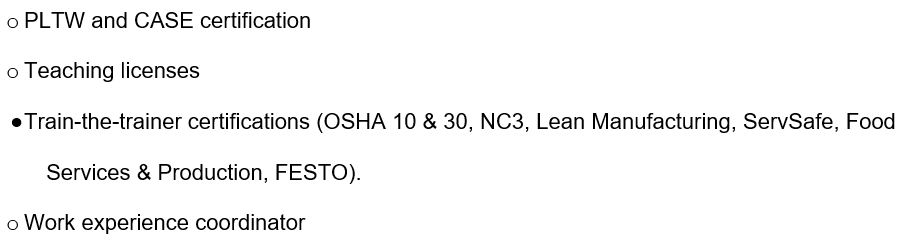 ○ PLTW and CASE certification
○ Teaching licenses
●Train-the-trainer certifications (OSHA 10 & 30, NC3, Lean Manufacturing, ServSafe, Food
Services & Production, FESTO).
○ Work experience coordinator